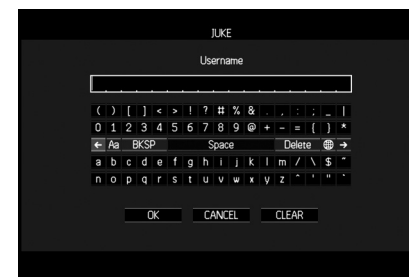 JUKE
Username
( ) [ ] < > ! ? # % & . , : ; _ |
0 1 2 3 4 5 6 7 8 9 @ + - = { } *
← Aa BKSP Space Delete → 
a b c d e f g h i j k l m / \ $ ~
n o p q r s t u v w x y z ^ ' " `
OK CANCEL CLEAR